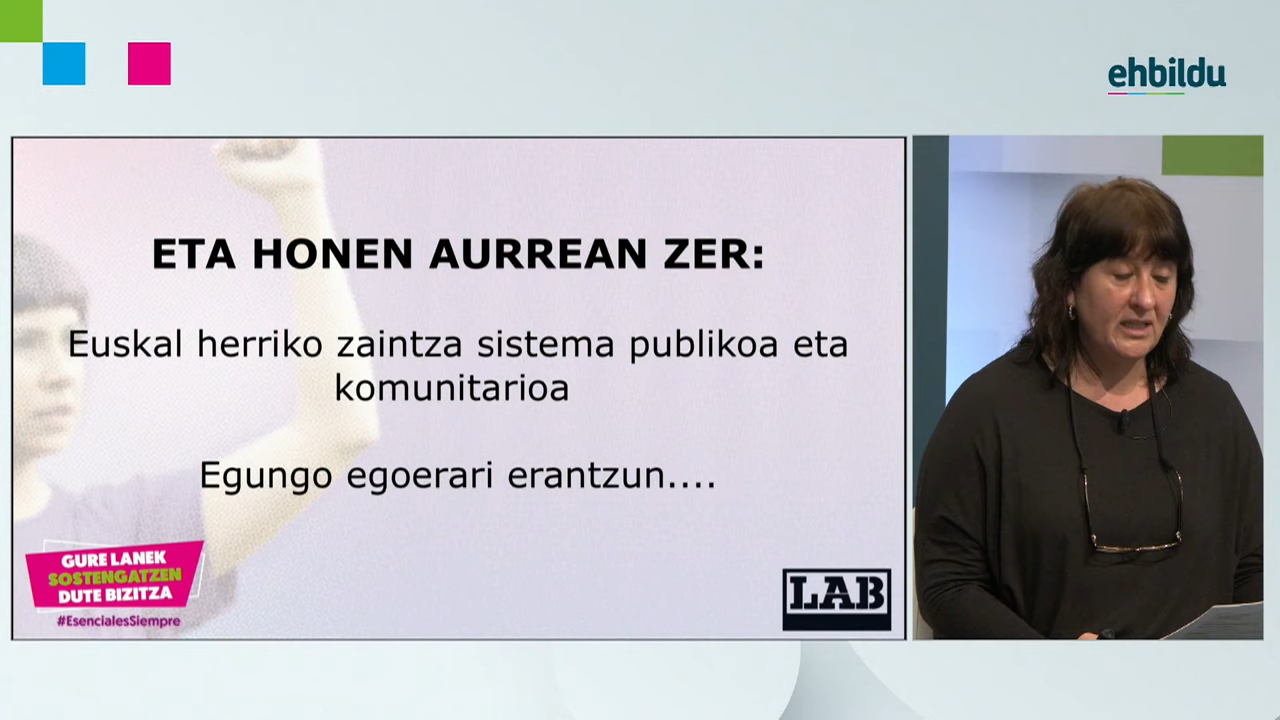 ehbildu
ETA HONEN AURREAN ZER:
Euskal herriko zaintza sistema publikoa eta
komunitarioa
Egungo egoerari erantzun....
GURE LANEK
SOSTENGATZEN
DUTE BIZITZA
#EsencialesSiempre
LAB